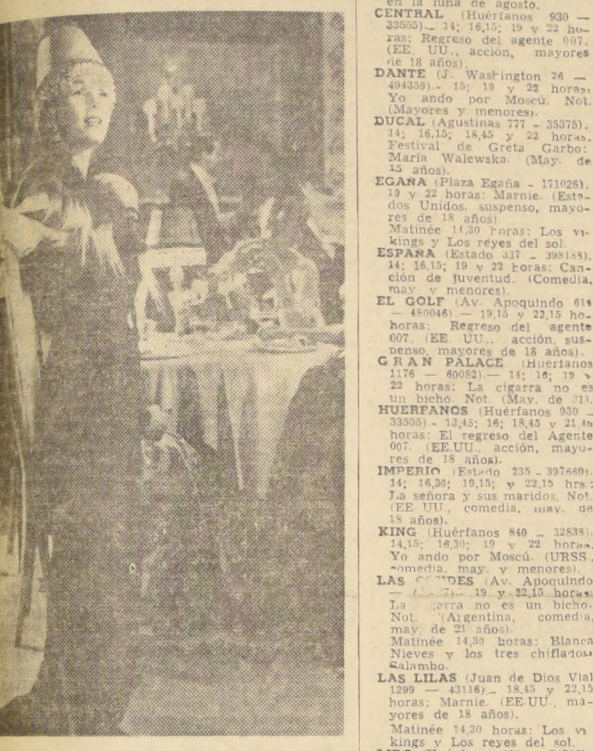 en la luna de agosto.
CENTRAL (Huérfanos 930 —
33555).- 14; 16,15; 19 y 22 ho-
ras: Regreso del agente 007.
(EE. UU., acción, mayores
de 18 años).
DANTE (J. Washington 26 —
494350).- 15; 19 y 22 horas:
Yo ando por Moscú. Not.
(Mayores y menores).
DUCAL (Agustinas 777 - 35375).
14; 16,15; 18,45 y 22 horas.
Festival de Greta Garbo:
María Walewska. (May. de
15 años).
EGAÑA (Plaza Egaña - 171026).
19 y 22 horas: Marnie. (Esta-
dos Unidos. suspenso, mayo-
res de 18 años).
Matinée 14,30 horas: Los vi-
kings y Los reyes del sol.
ESPAÑA (Estado 337 -
14; 16,15; 19 y 22 horas: Can-
ción de juventud. (Comedia,
may y menores).
EL GOLF (Av. Apoquindo 614
— 480046).— 19,15 y 22,15 ho-
horas: Regreso del agente
007. (EE. UU., acción, sus-
penso, mayores de 18 años).
GRAN PALACE (Huérfanos
1176 — 60082).— 14; 16; 19 y
22 horas: La cigarra no es
un bicho. Not. (May. de 21).
HUERFANOS (Huérfanos 930 -
33555).- 13,45; 16; 18,45 y 21,45
horas: El regreso del Agente
007. (EE.UU., acción, mayo-
res de 18 años).
IMPERIO (Estado 235 -
14; 16,30; 19,15; y 22,15 hrs.:
La señora y sus maridos. Not.
(EE UU., comedia, may. de
18 años).
KING (Huérfanos 840 - 32838).
14,15; 16,30; 19 y 22 horas.
Yo ando por Moscú. (URSS,
comedia, may. y menores).
LAS (Av. Apoquindo
— 19 y 22,15 horas:
La no es un bicho.
Not. (Argentina, comedia,
may. de 21 años).
Matinée 14,30 horas: Blanca
Nieves y los tres chiflados
Salambo.
LAS LILAS (Juan de Dios Vial
1299 — 43116).- 18,45 y 22,15
horas: Marnie. (EE-UU., ma-
yores de 18 años).
Matinée 14,30 horas: Los vi
kings y Los reyes del sol.